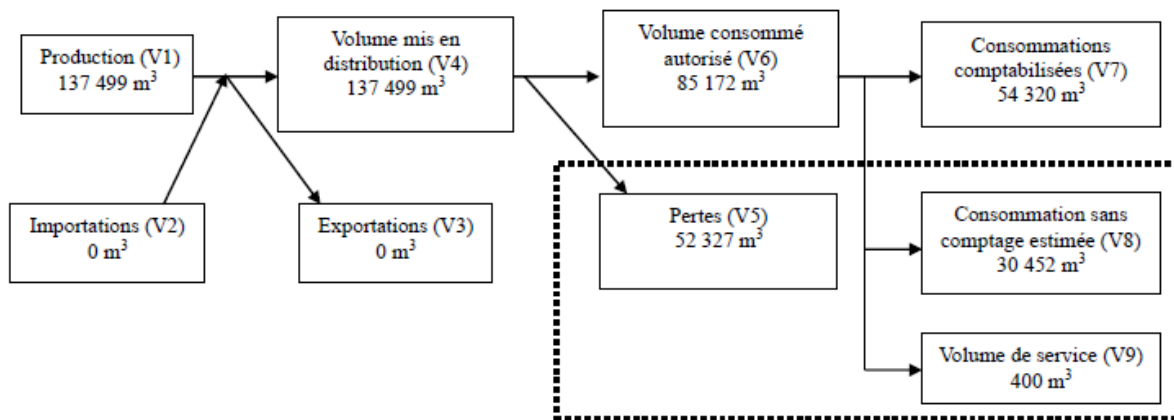 Production (V1)
137 499 m³
Volume mis en
distribution (V4)
137 499 m³
Volume consommé
autorisé (V6)
85 172 m³
Consommations
comptabilisées (V7)
54 320 m³
Importations (V2)
0 m³
Exportations (V3)
0 m³
Pertes (V5)
52 327 m³
Consommation sans
comptage estimée (V8)
30 452 m³
Volume de service (V9)
400 m³